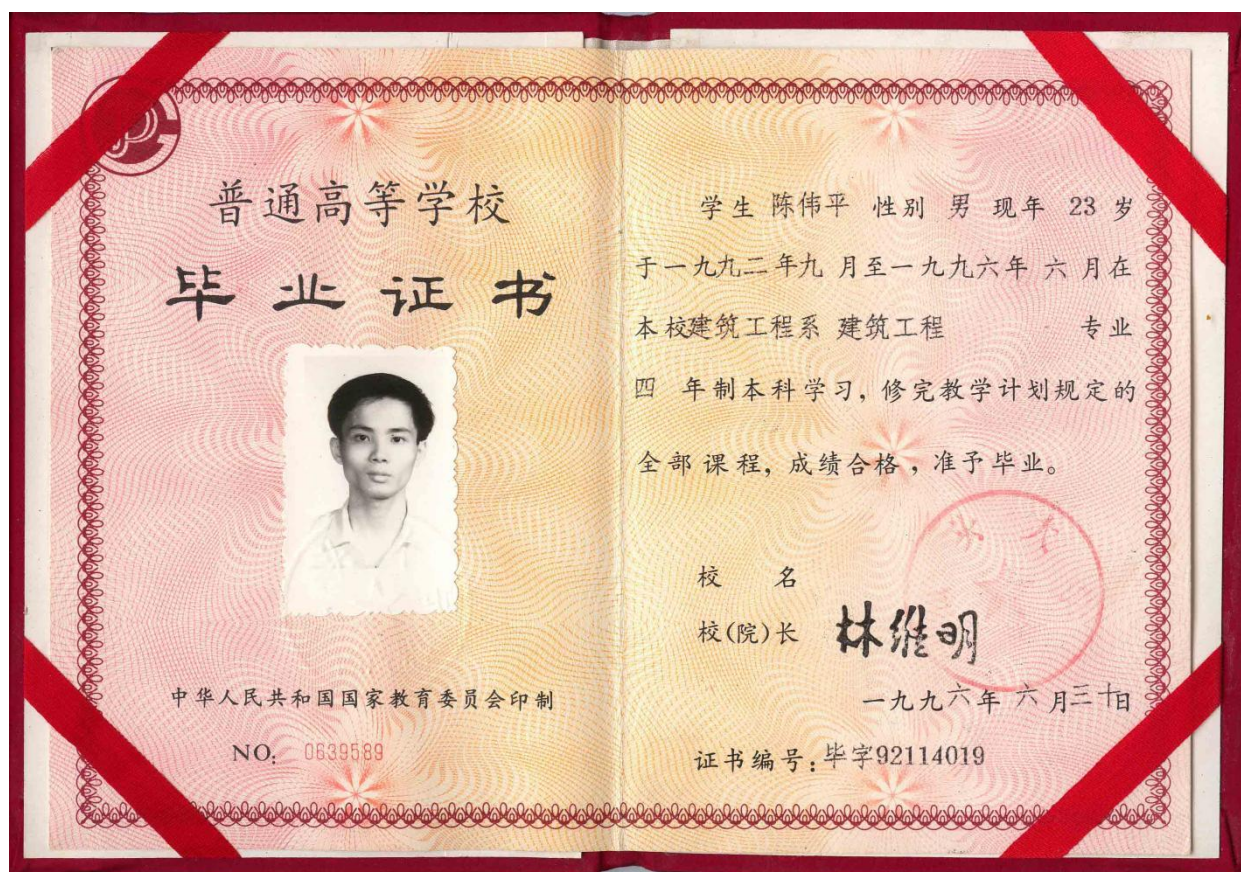 普通高等学校
毕业证书
中华人民共和国国家教育委员会印制
NO: 0639589
学生 陈伟平 性别 男 现年 23 岁
于一九九二年九月至一九九六年 六 月在
本校建筑工程系 建筑工程 专业
四 年制本科学习, 修完教学计划规定的
全部课程, 成绩合格, 准予毕业。
校 名
校(院)长 林维明
一九九六年 六 月三十日
证书编号: 毕字92114019